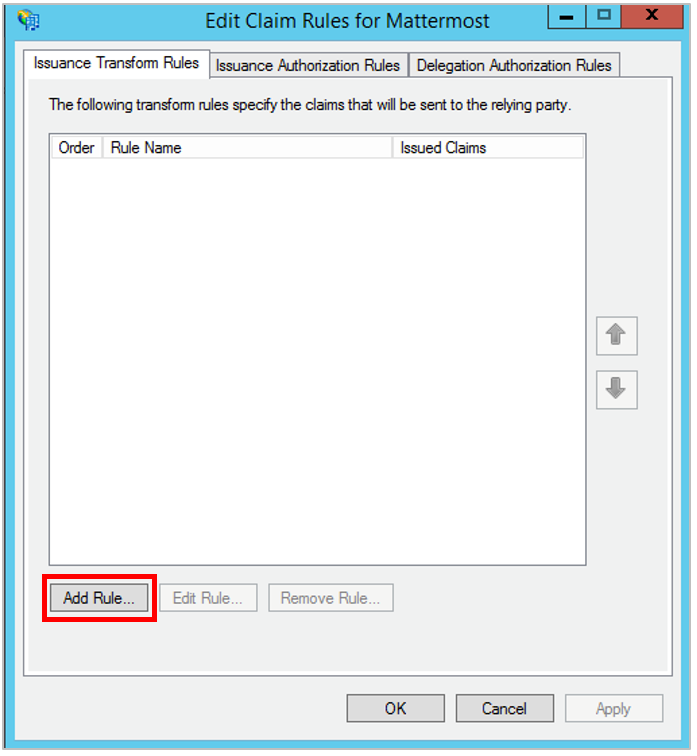 Edit Claim Rules for Mattermost
Issuance Transform Rules Issuance Authorization Rules Delegation Authorization Rules
The following transform rules specify the claims that will be sent to the relying party.
Order Rule Name Issued Claims
Add Rule... Edit Rule... Remove Rule...
OK Cancel Apply